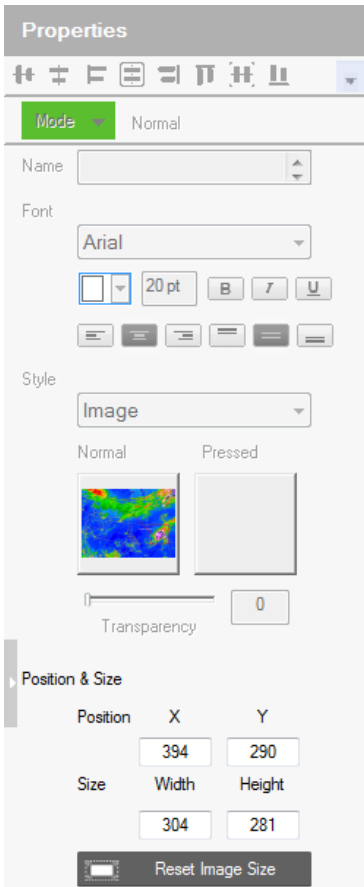 Properties
Mode Normal
Name
Font
Arial
20 pt B I U
Style
Image
Normal Pressed
0
Transparency
Position & Size
Position X Y
394 290
Size Width Height
304 281
Reset Image Size